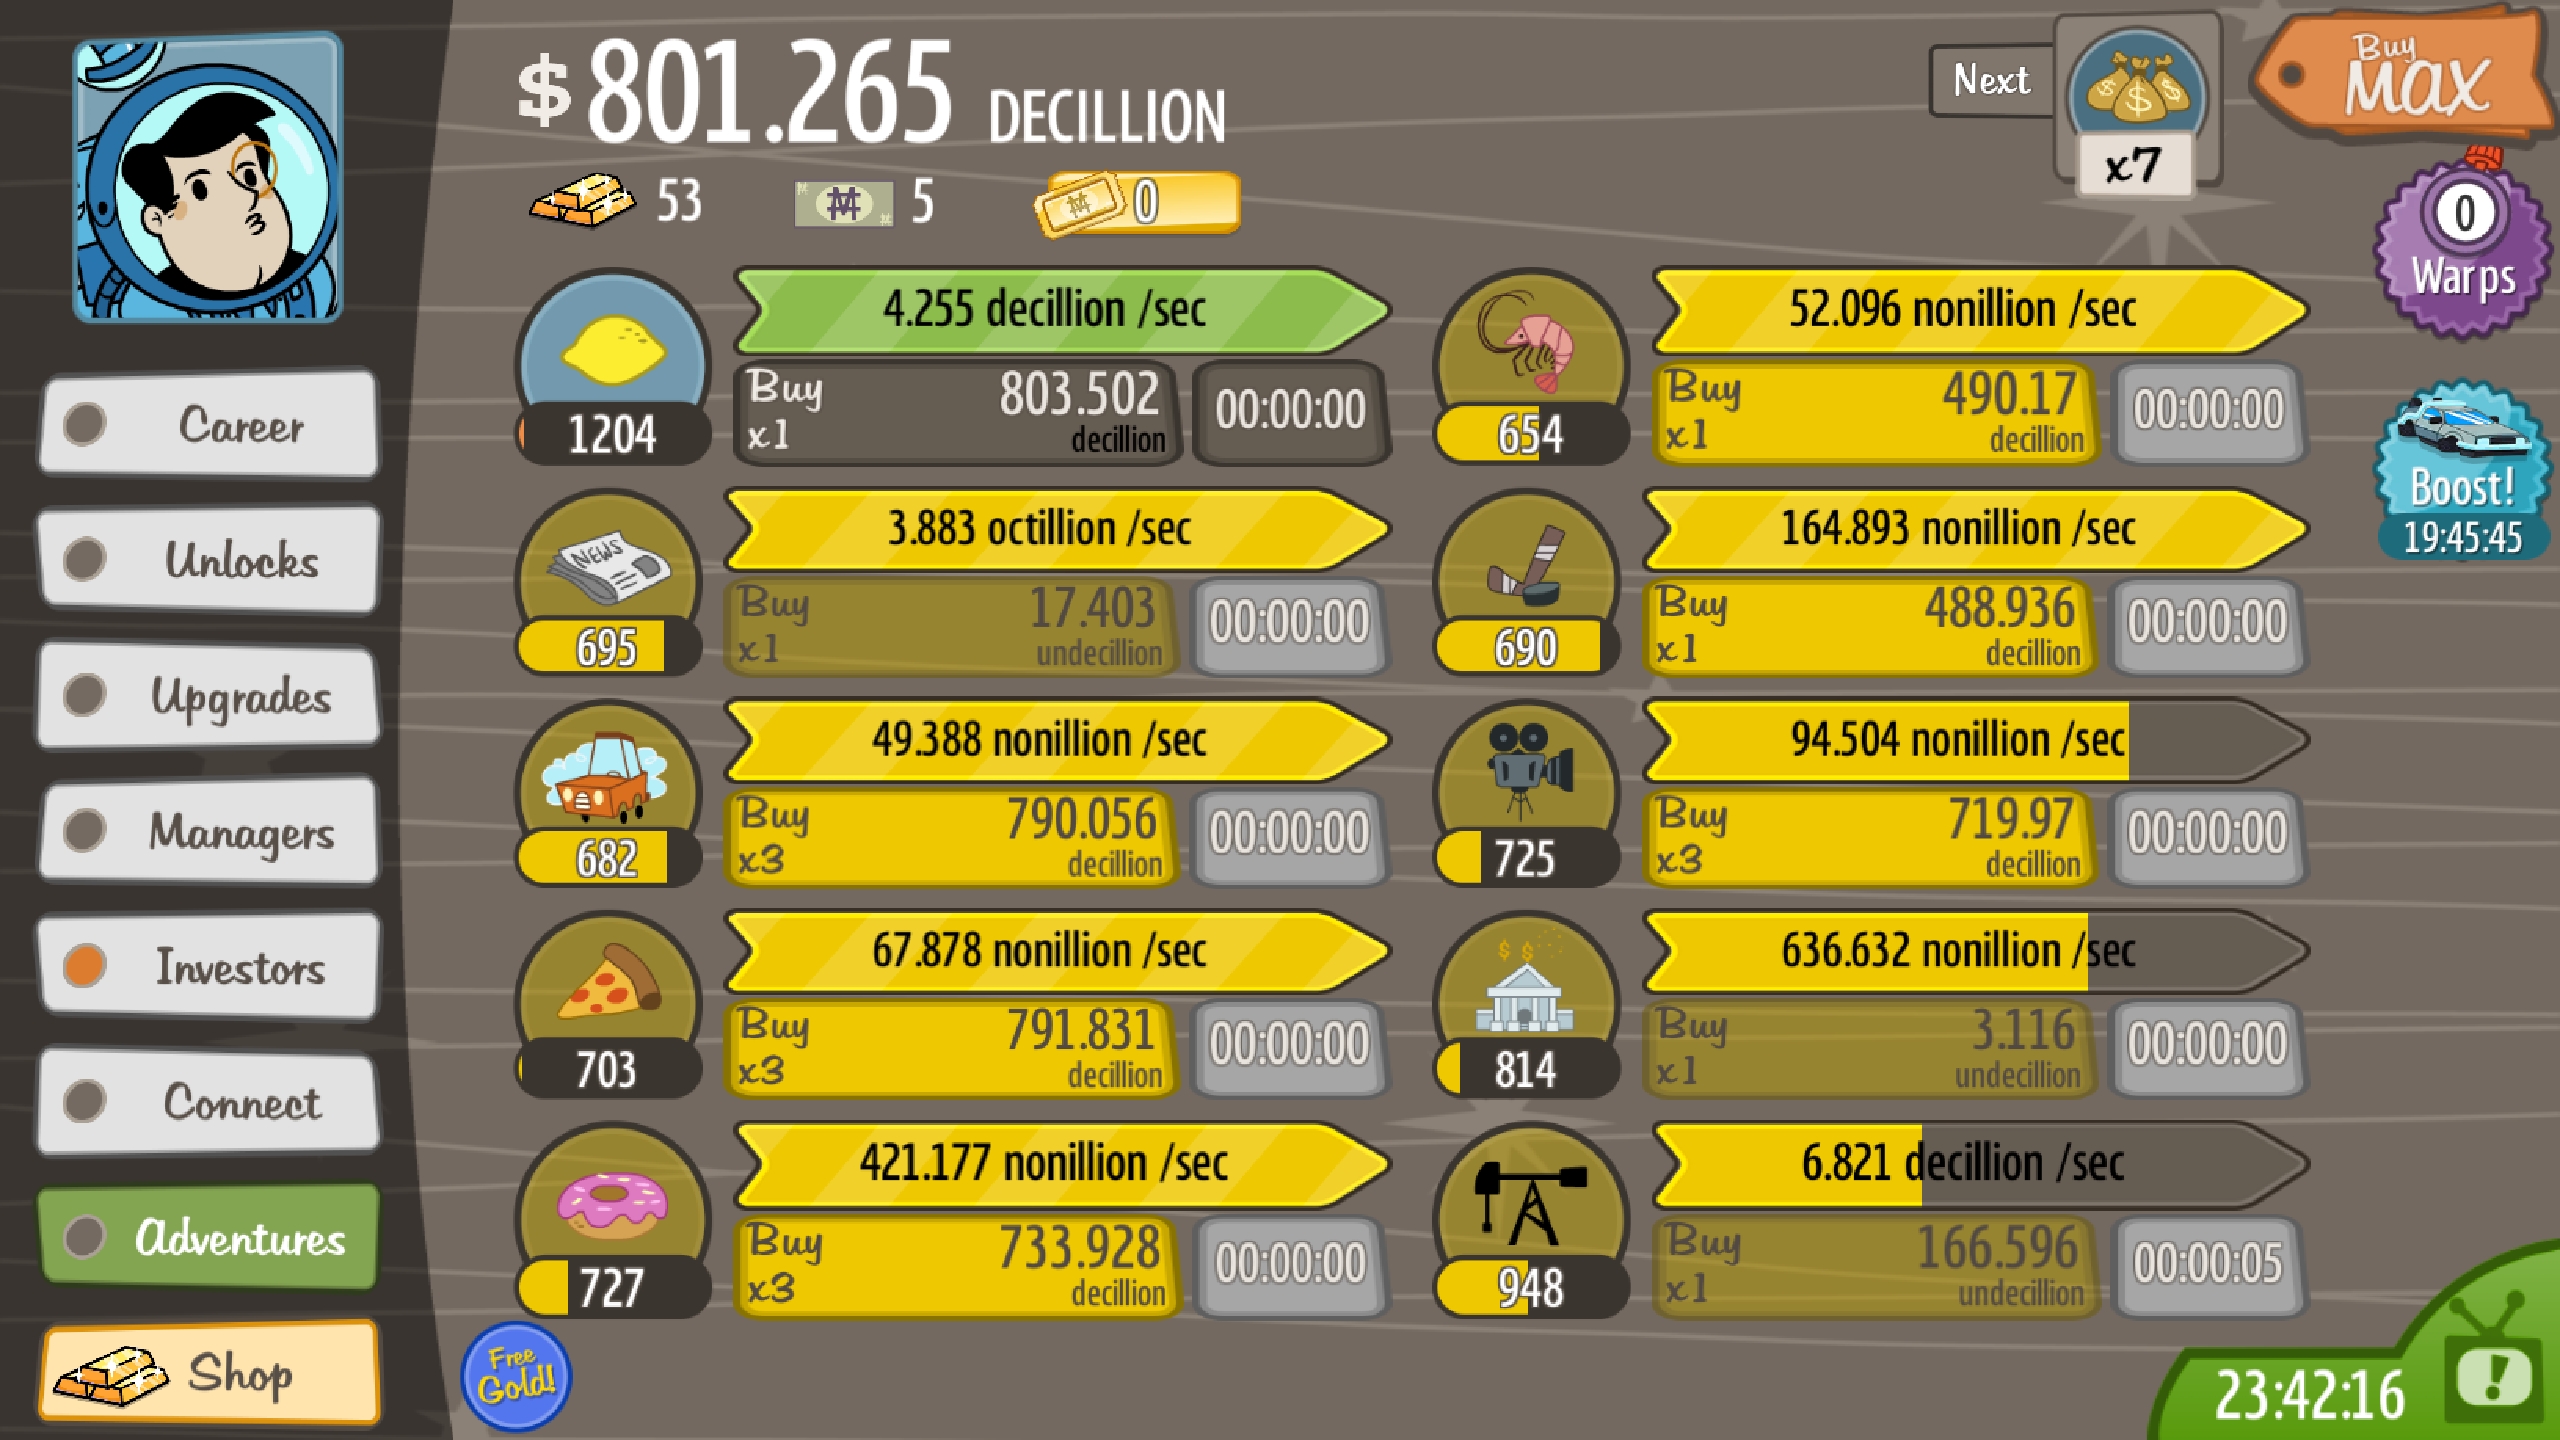 $801.265 DECILLION
Next
x7
Buy
MAX
53
5
0
0
Warps
Boost!
19:45:45
Career
Unlocks
Upgrades
Managers
Investors
Connect
Adventures
Shop
4.255 decillion /sec
1204
Buy
x1
803.502
decillion
00:00:00
52.096 nonillion /sec
654
Buy
x1
490.17
decillion
00:00:00
NEWS
3.883 octillion /sec
695
Buy
x1
17.403
undecillion
00:00:00
164.893 nonillion /sec
690
Buy
x1
488.936
decillion
00:00:00
49.388 nonillion /sec
682
Buy
x3
790.056
decillion
00:00:00
94.504 nonillion /sec
725
Buy
x3
719.97
decillion
00:00:00
67.878 nonillion /sec
703
Buy
x3
791.831
decillion
00:00:00
636.632 nonillion /sec
814
Buy
x1
3.116
undecillion
00:00:00
421.177 nonillion /sec
727
Buy
x3
733.928
decillion
00:00:00
6.821 decillion /sec
948
Buy
x1
166.596
undecillion
00:00:05
Free
Gold!
23:42:16